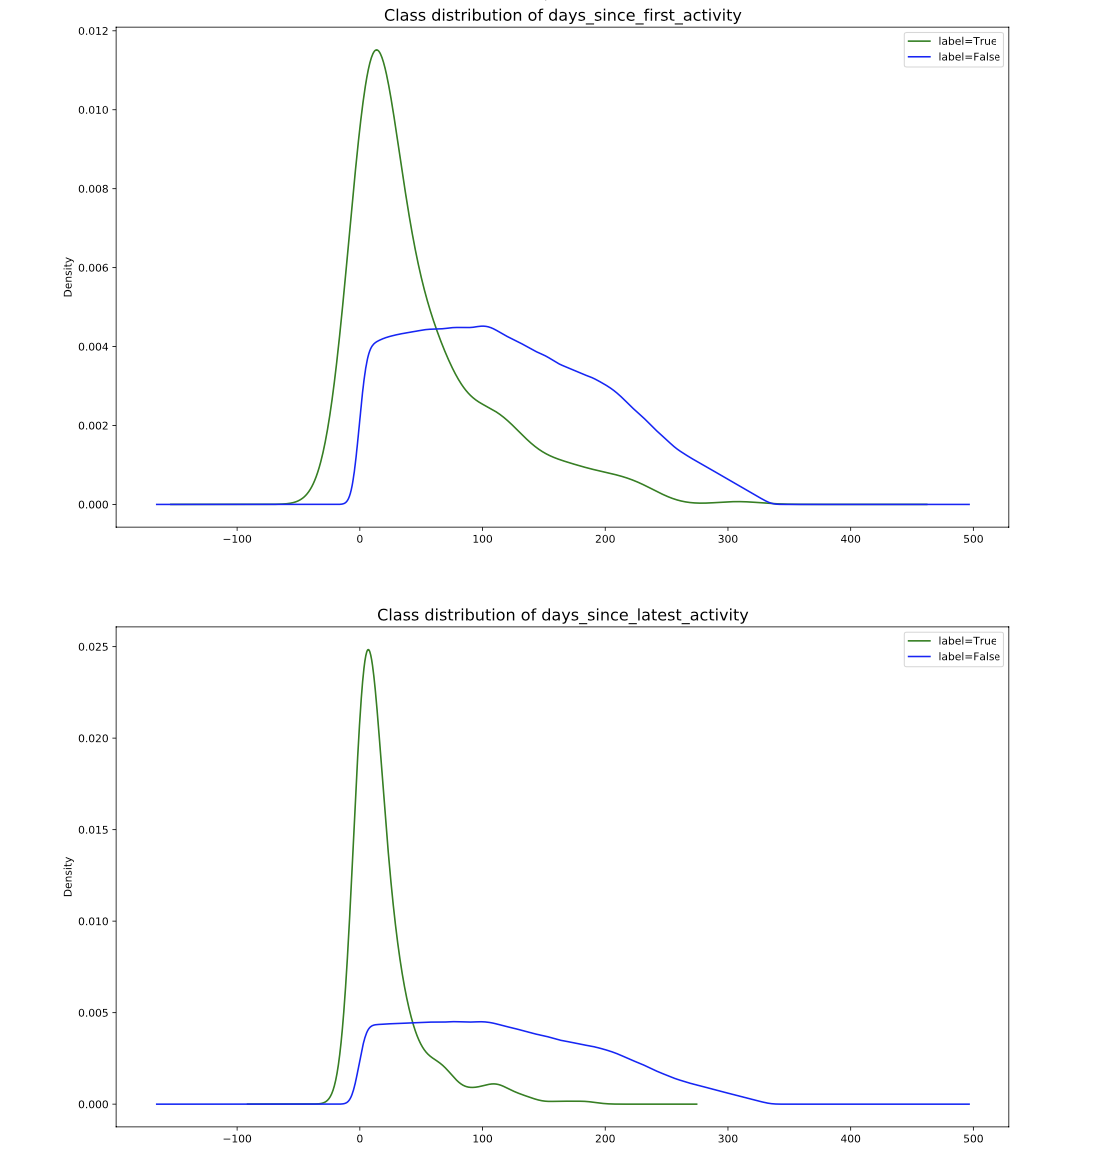 Class distribution of days_since_first_activity
label=True
label=False
0.012
0.010
0.008
0.006
0.004
0.002
0.000
Density
−100 0 100 200 300 400 500
Class distribution of days_since_latest_activity
label=True
label=False
0.025
0.020
0.015
0.010
0.005
0.000
Density
−100 0 100 200 300 400 500